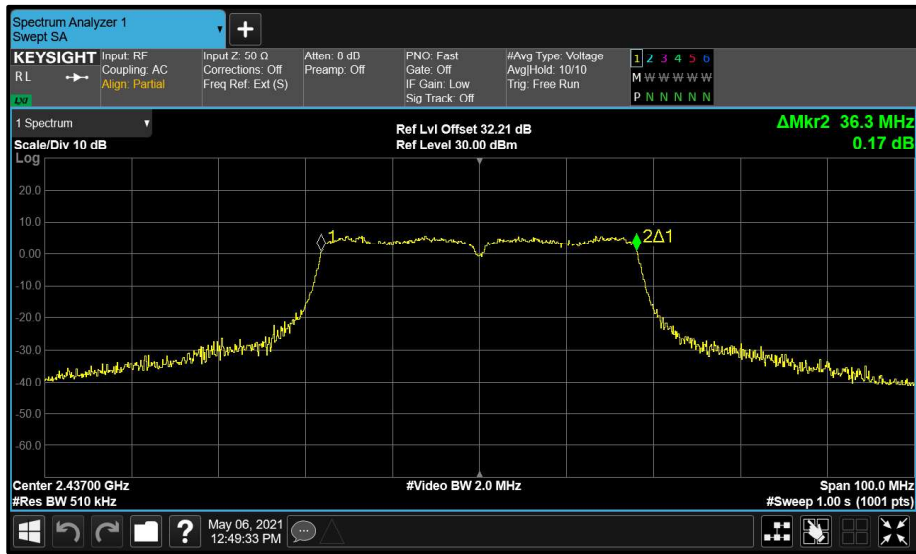 Spectrum Analyzer 1
Swept SA
+
KEYSIGHT Input: RF Input Z: 50 Ω Atten: 0 dB PNO: Fast #Avg Type: Voltage 1 2 3 4 5 6
RL Coupling: AC Corrections: Off Preamp: Off Gate: Off Avg|Hold: 10/10 M W W W W W
Align: Partial Freq Ref: Ext (S) IF Gain: Low Trig: Free Run
LXI Sig Track: Off P N N N N N
1 Spectrum Ref Lvl Offset 32.21 dB ΔMkr2 36.3 MHz
Scale/Div 10 dB Ref Level 30.00 dBm 0.17 dB
Log
20.0
10.0
1 2Δ1
0.00
-10.0
-20.0
-30.0
-40.0
-50.0
-60.0
Center 2.43700 GHz #Video BW 2.0 MHz Span 100.0 MHz
#Res BW 510 kHz #Sweep 1.00 s (1001 pts)
? May 06, 2021
12:49:33 PM